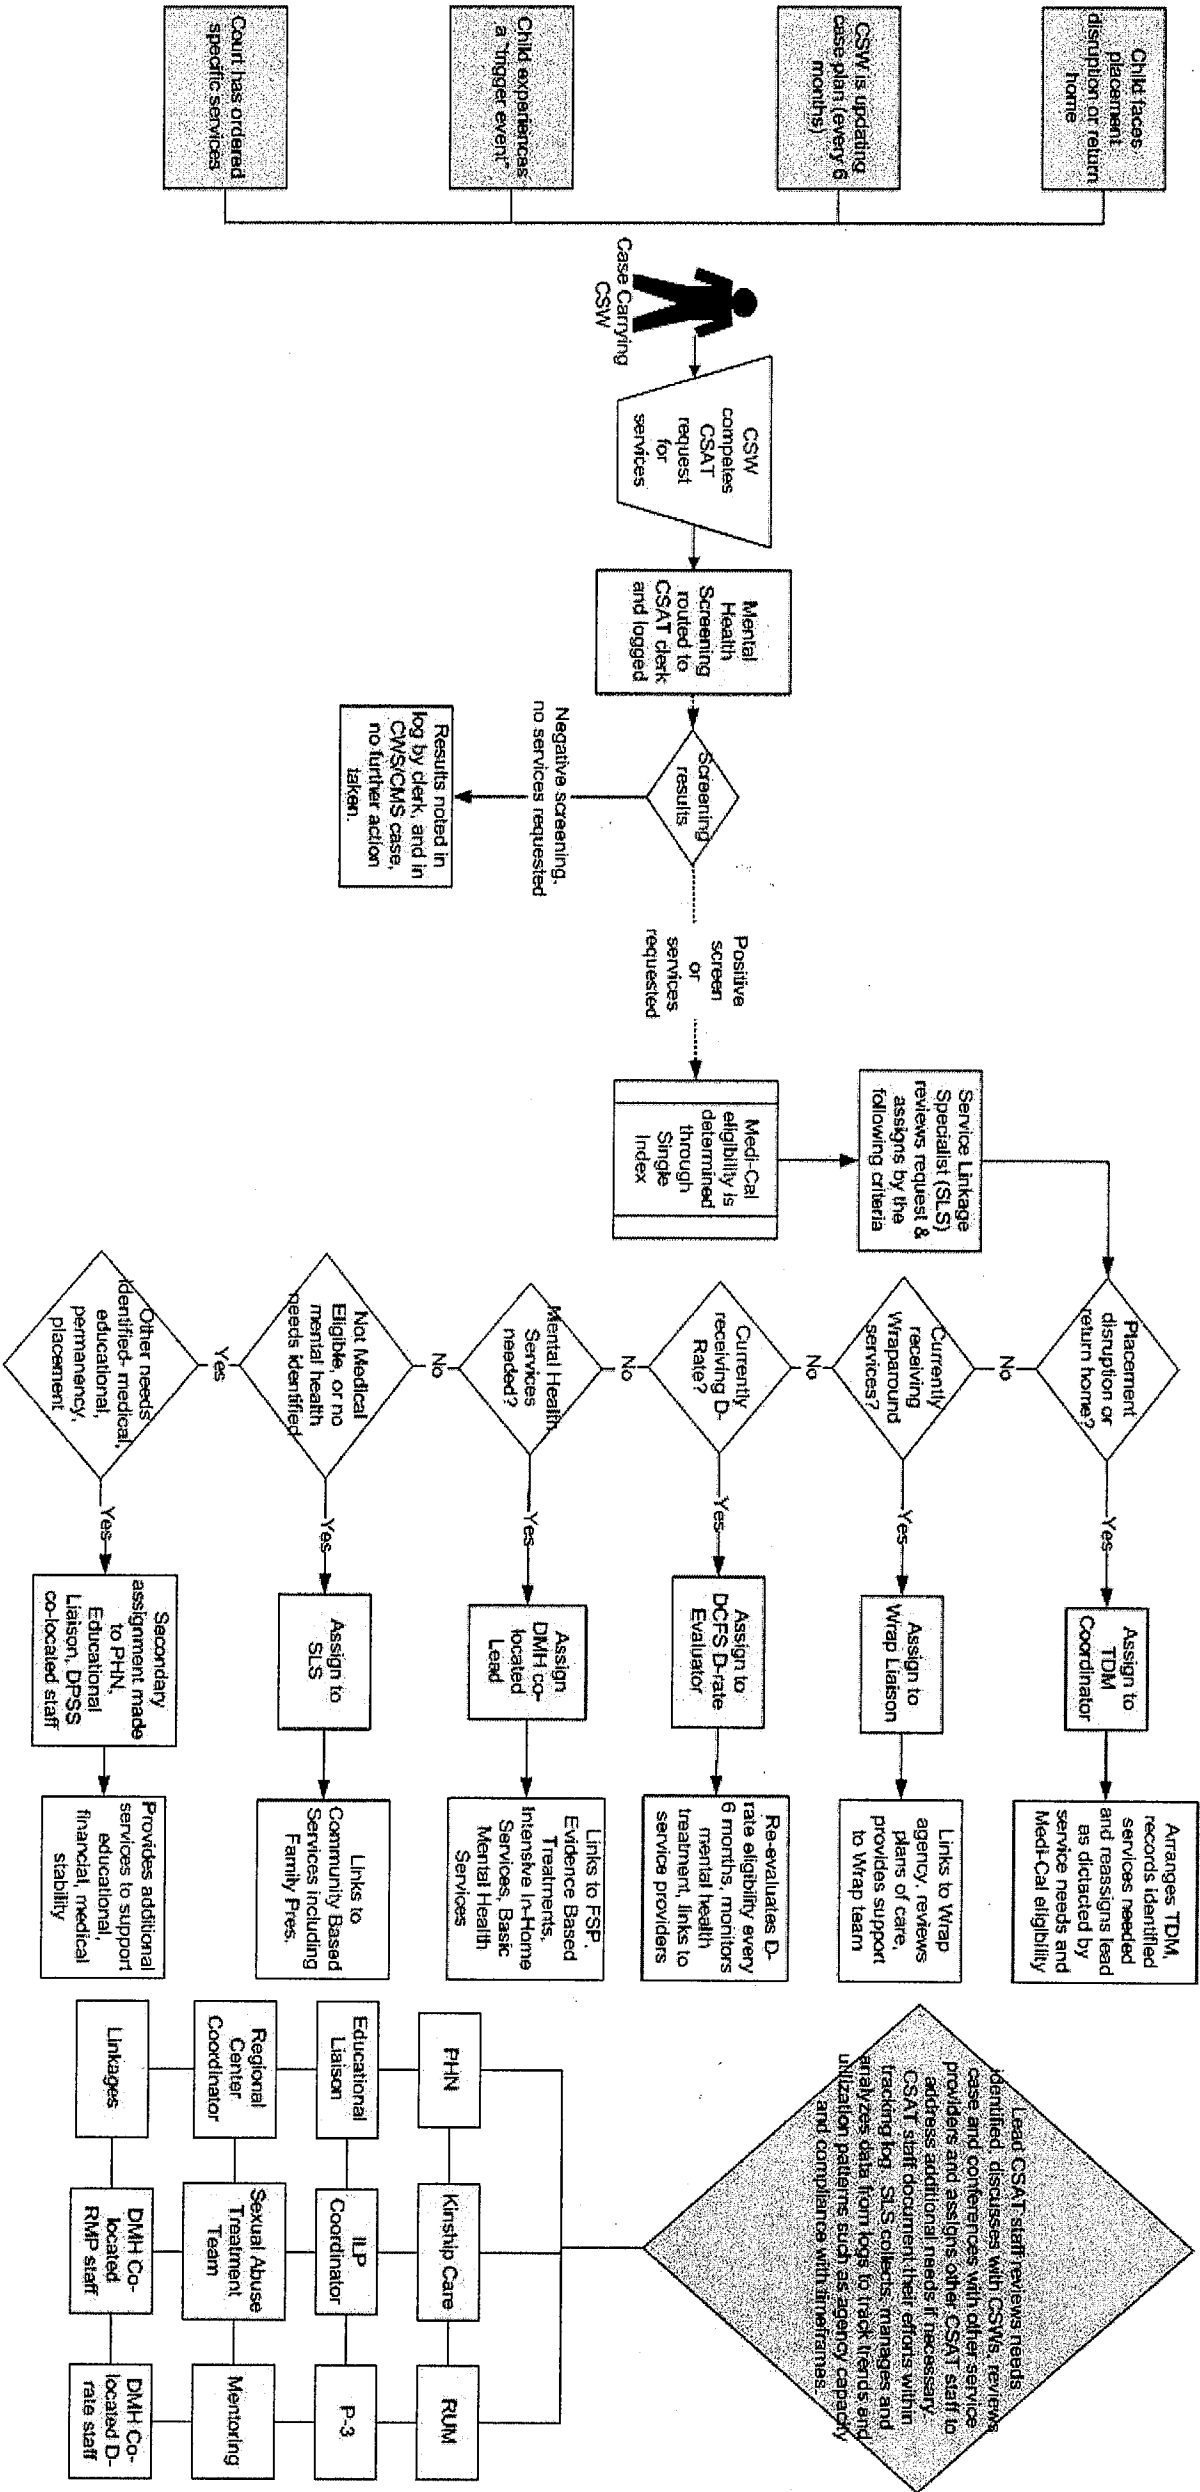 Child faces
placement
disruption or return
home
CSW is updating
case plan (every 6
months)
Child experiences
a "trigger event"
Court has ordered
specific services
Case Carrying
CSW
CSW
competes
CSAT
request
for
services
Mental
Health
Screening
routed to
CSAT clerk
and logged
Screening
results
Negative screening,
no services requested
Results noted in
log by clerk, and in
CWS/CMS case,
no further action
taken.
Positive
screen
or
services
requested
Medi-Cal
eligibility is
determined
through
Single
Index
Service Linkage
Specialist (SLS)
reviews request &
assigns by the
following criteria
Placement
disruption or
return home?
Yes
Assign to
TDM
Coordinator
Arranges TDM,
records identified
services needed
and reassigns lead
as dictacted by
service needs and
Medi-Cal eligibility
No
Currently
receiving
Wraparound
services?
Yes
Assign to
Wrap Liaison
Links to Wrap
agency, reviews
plans of care,
provides support
to Wrap team
No
Currently
receiving D-
Rate?
Yes
Assign to
DCFS D-rate
Evaluator
Re-evaluates D-
rate eligibility every
6 months, monitors
mental health
treatment, links to
service providers
No
Mental Health
Services
needed?
Yes
Assign
DMH co-
located
Lead
Links to FSP,
Evidence Based
Treatments,
Intensive In-Home
Services, Basic
Mental Health
Services
No
Not Medical
Eligible, or no
mental health
needs identified
Yes
Assign to
SLS
Links to
Community Based
Services including
Family Pres.
Yes
Other needs
identified- medical,
educational,
permanency,
placement
Yes
Secondary
assignment made
to PHN,
Educational
Liaison, DPSS
co-located staff
Provides additional
services to support
educational,
financial, medical
stability
Lead CSAT staff reviews needs
identified, discusses with CSWs, reviews
case and conferences with other service
providers and assigns other CSAT staff to
address additional needs if necessary.
CSAT staff document their efforts within
tracking log. SLS collects, manages and
analyzes data from logs to track trends and
utilization patterns such as agency capacity
and compliance with timeframes.
PHN
Kinship Care
RUM
Educational
Liaison
ILP
Coordinator
P-3
Regional
Center
Coordinator
Sexual Abuse
Treatment
Team
Mentoring
Linkages
DMH Co-
located
RMP staff
DMH Co-
located D-
rate staff